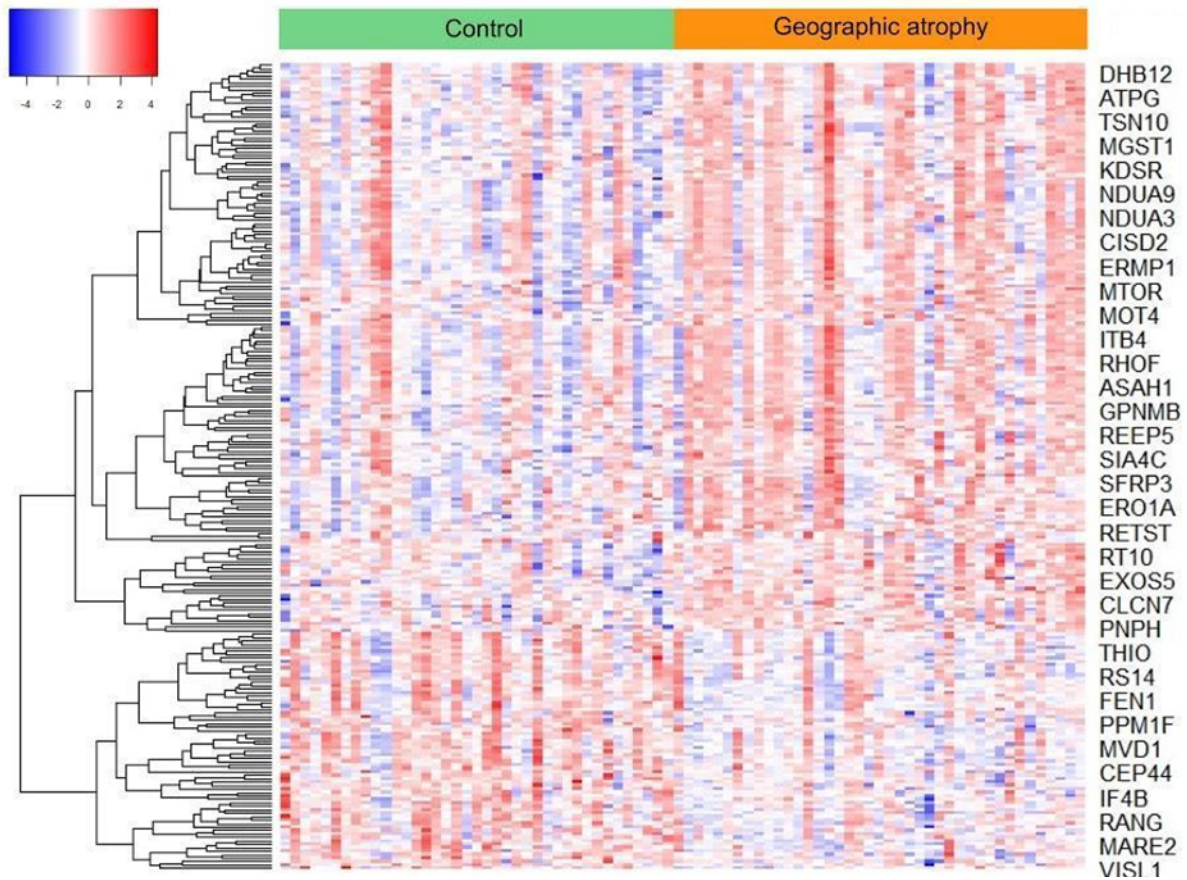 Control Geographic atrophy
-4 -2 0 2 4
DHB12
ATPG
TSN10
MGST1
KDSR
NDUA9
NDUA3
CISD2
ERMP1
MTOR
MOT4
ITB4
RHOF
ASAH1
GPNMB
REEP5
SIA4C
SFRP3
ERO1A
RETST
RT10
EXOS5
CLCN7
PNPH
THIO
RS14
FEN1
PPM1F
MVD1
CEP44
IF4B
RANG
MARE2
VISL1